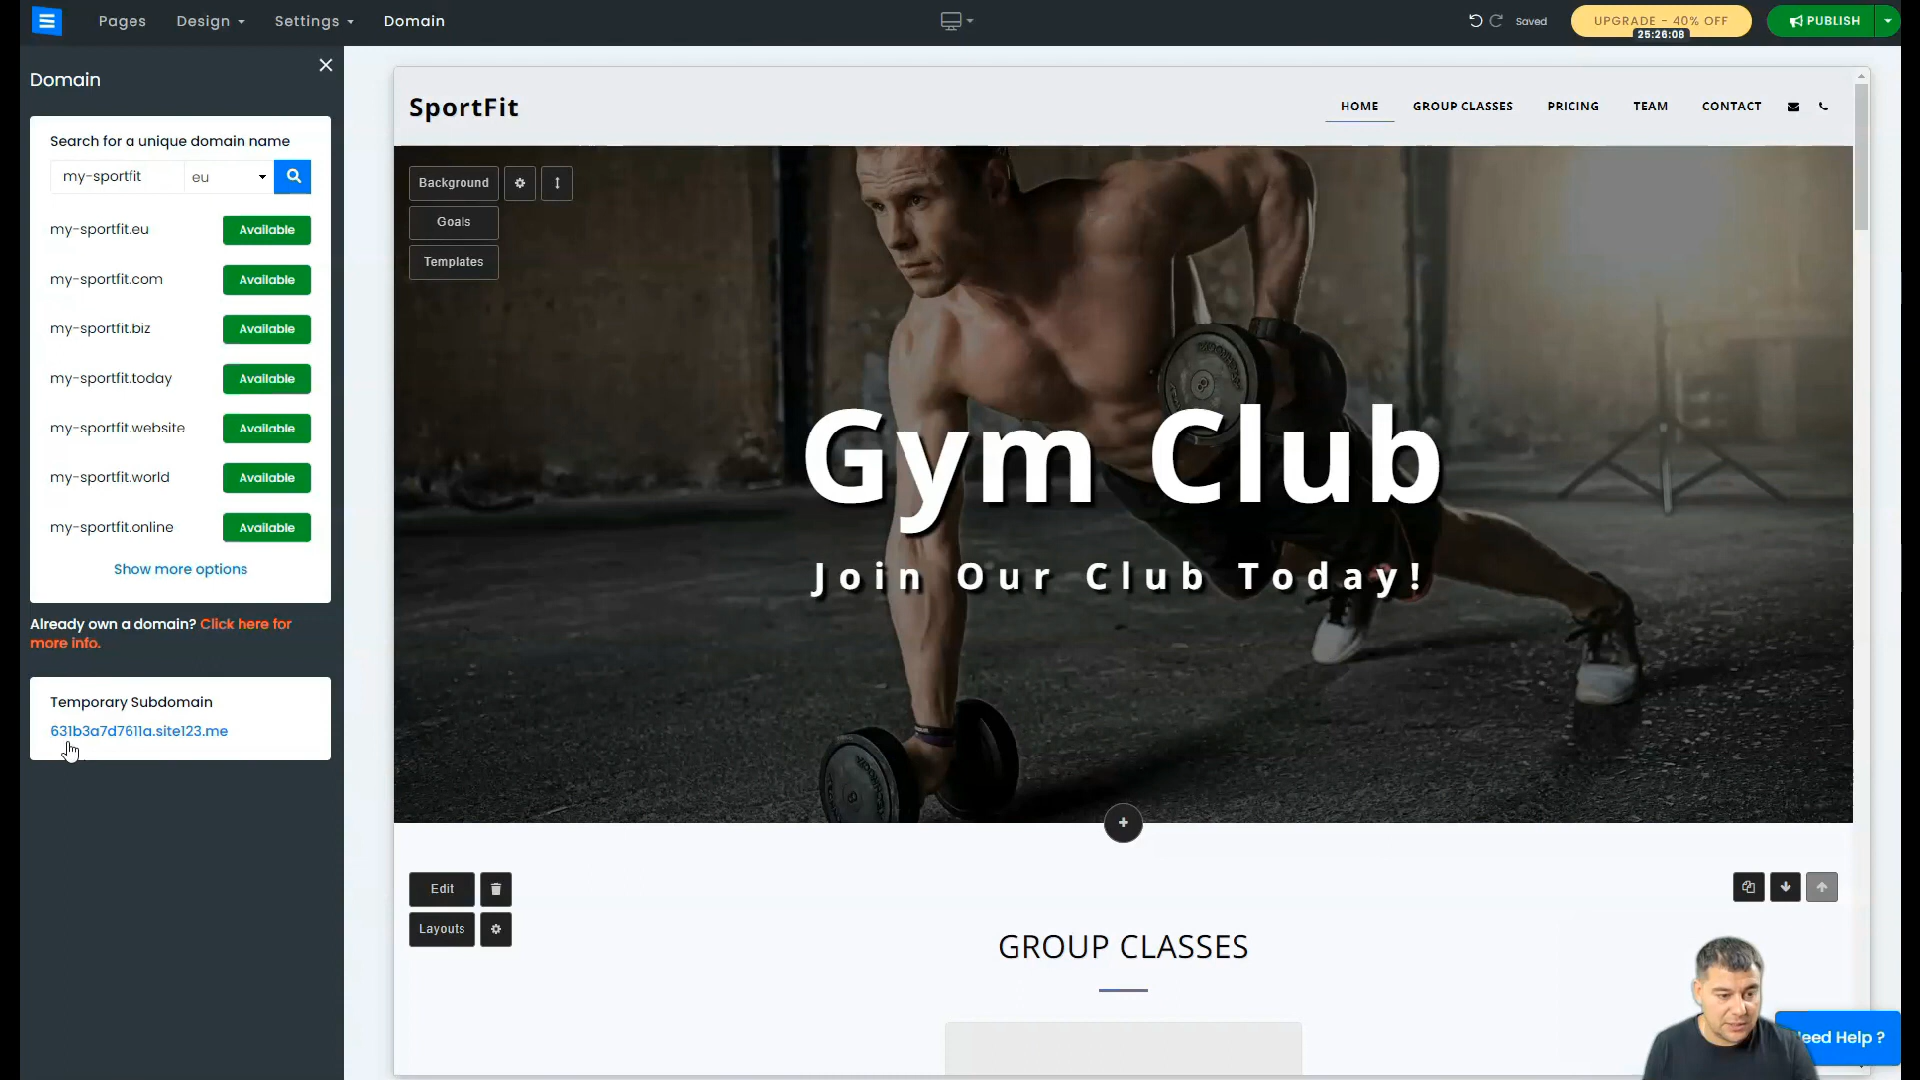 Pages
Design
Settings
Domain
Saved
UPGRADE - 40% OFF
25:26:08
PUBLISH
Domain
Search for a unique domain name
my-sportfit
eu
my-sportfit.eu
Available
my-sportfit.com
Available
my-sportfit.biz
Available
my-sportfit.today
Available
my-sportfit.website
Available
my-sportfit.world
Available
my-sportfit.online
Available
Show more options
Already own a domain? Click here for
more info.
Temporary Subdomain
631b3a7d7611a.site123.me
SportFit
HOME
GROUP CLASSES
PRICING
TEAM
CONTACT
Background
Goals
Templates
Gym Club
Join Our Club Today!
Edit
Layouts
GROUP CLASSES
Need Help ?